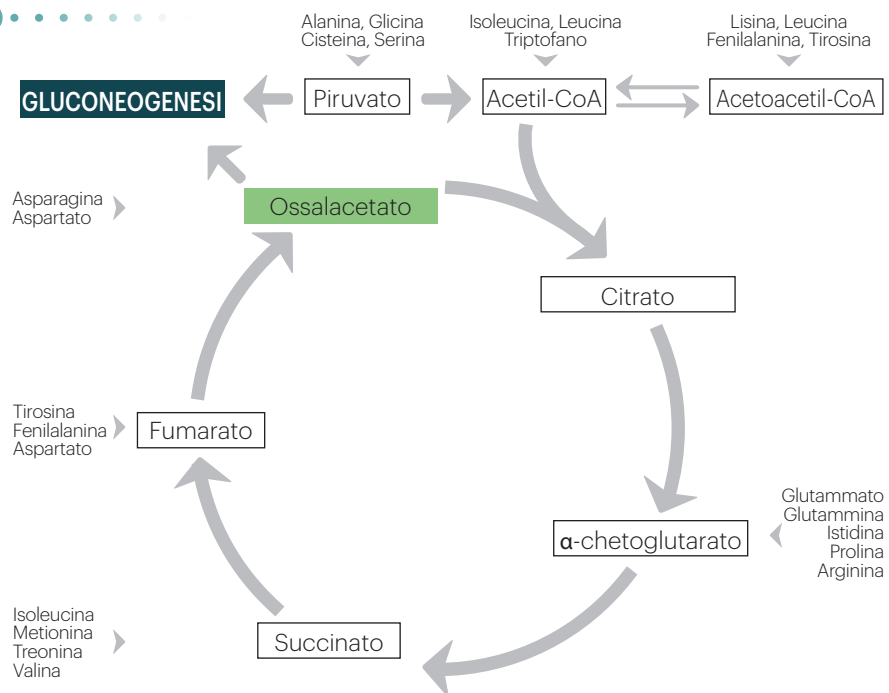 Alanina, Glicina
Cisteina, Serina
Isoleucina, Leucina
Triptofano
Lisina, Leucina
Fenilalanina, Tirosina
GLUCONEOGENESI
Piruvato
Acetil-CoA
Acetoacetil-CoA
Asparagina
Aspartato
Ossalacetato
Citrato
Tirosina
Fenilalanina
Aspartato
Fumarato
Glutammato
Glutammina
Istidina
Prolina
Arginina
α-chetoglutarato
Isoleucina
Metionina
Treonina
Valina
Succinato